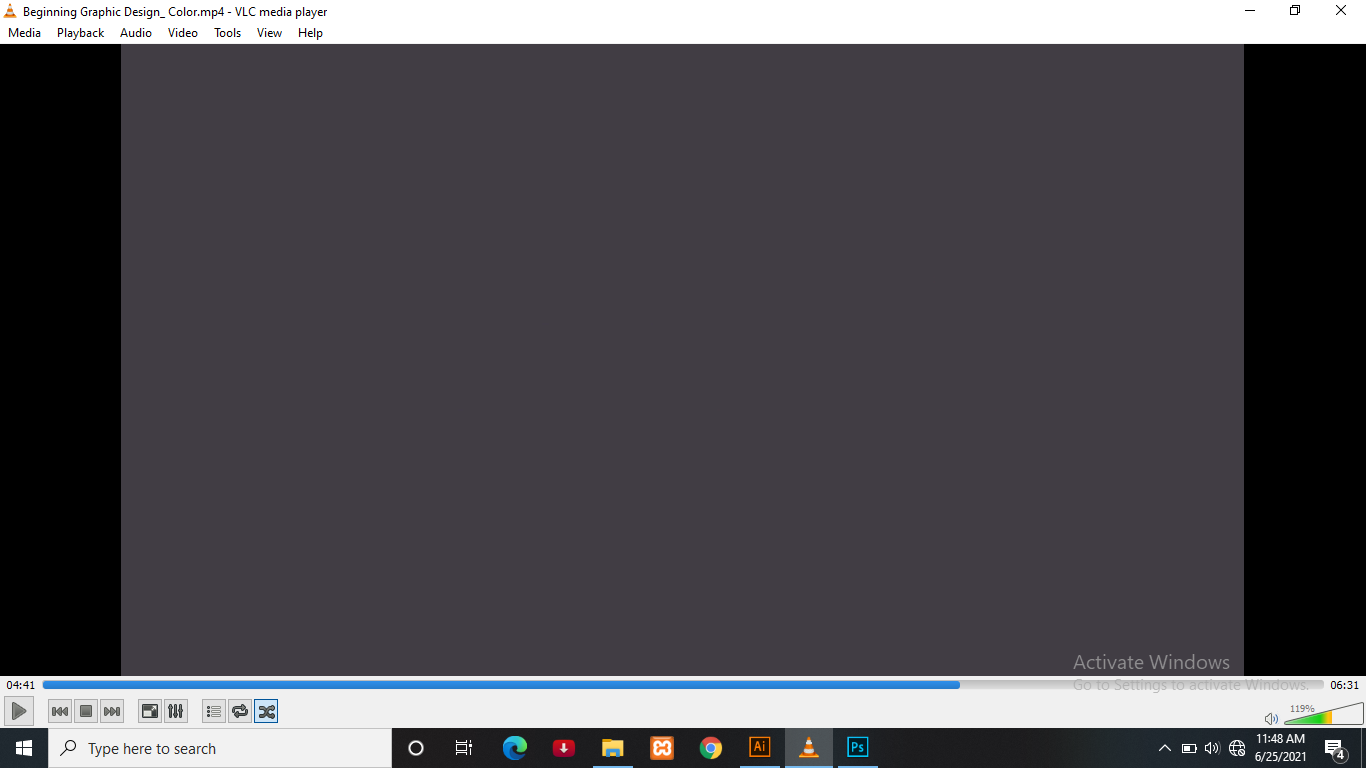 Beginning Graphic Design_ Color.mp4 - VLC media player
Media Playback Audio Video Tools View Help
Activate Windows
04:41 Go to Settings to activate Windows. 06:31
119%
Type here to search
Ai
Ps
11:48 AM
6/25/2021
4